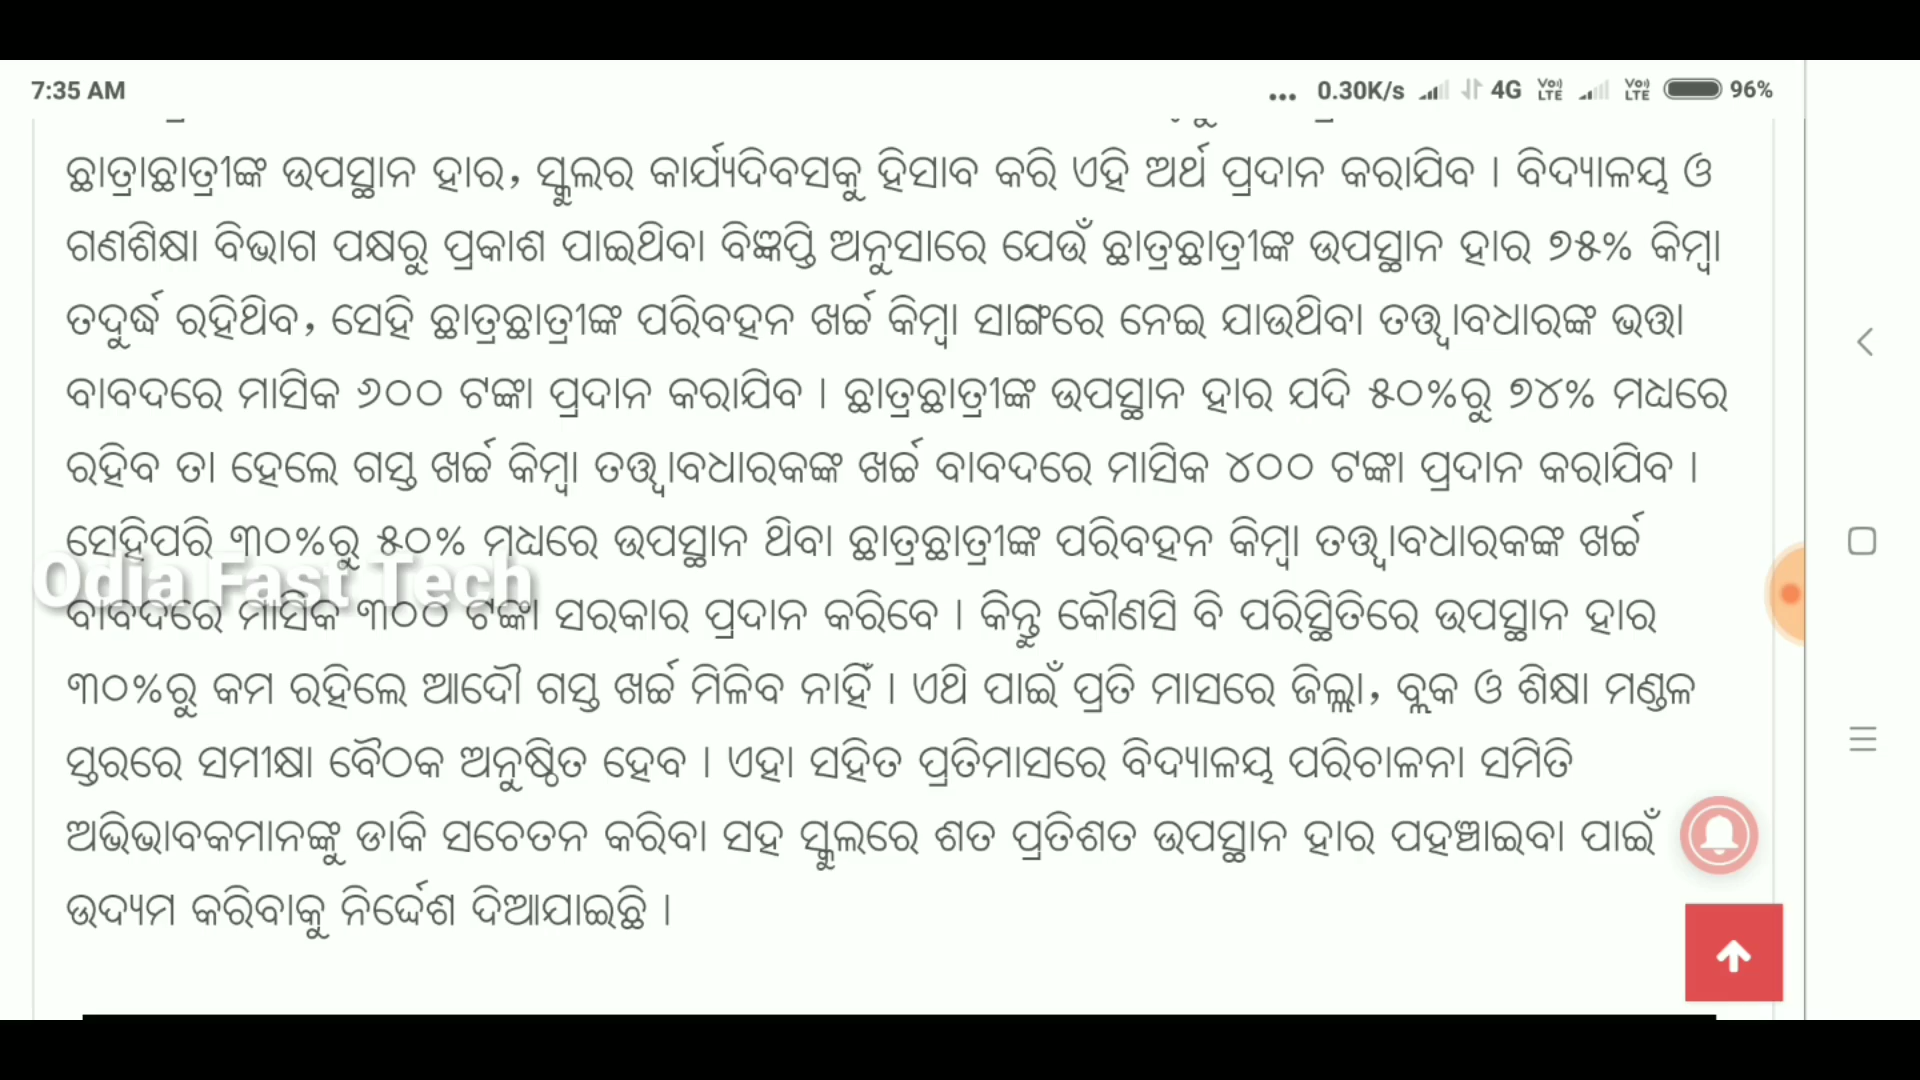 7:35 AM
... 0.30K/s 4G VoLTE VoLTE 96%
ଛାତ୍ରାଛାତ୍ରୀଙ୍କ ଉପସ୍ଥାନ ହାର, ସ୍କୁଲର କାର୍ଯ୍ୟଦିବସକୁ ହିସାବ କରି ଏହି ଅର୍ଥ ପ୍ରଦାନ କରାଯିବ । ବିଦ୍ୟାଳୟ ଓ
ଗଣଶିକ୍ଷା ବିଭାଗ ପକ୍ଷରୁ ପ୍ରକାଶ ପାଇଥିବା ବିଜ୍ଞପ୍ତି ଅନୁସାରେ ଯେଉଁ ଛାତ୍ରଛାତ୍ରୀଙ୍କ ଉପସ୍ଥାନ ହାର ୭୫% କିମ୍ବା
ତଦୁର୍ଦ୍ଧ୍ୱ ରହିଥିବ, ସେହି ଛାତ୍ରଛାତ୍ରୀଙ୍କ ପରିବହନ ଖର୍ଚ୍ଚ କିମ୍ବା ସାଙ୍ଗରେ ନେଇ ଯାଉଥିବା ତତ୍ତ୍ୱାବଧାରଙ୍କ ଭତ୍ତା
ବାବଦରେ ମାସିକ ୬୦୦ ଟଙ୍କା ପ୍ରଦାନ କରାଯିବ । ଛାତ୍ରଛାତ୍ରୀଙ୍କ ଉପସ୍ଥାନ ହାର ଯଦି ୫୦%ରୁ ୭୪% ମଧ୍ୟରେ
ରହିବ ତା ହେଲେ ଗସ୍ତ ଖର୍ଚ୍ଚ କିମ୍ବା ତତ୍ତ୍ୱାବଧାରକଙ୍କ ଖର୍ଚ୍ଚ ବାବଦରେ ମାସିକ ୪୦୦ ଟଙ୍କା ପ୍ରଦାନ କରାଯିବ ।
ସେହିପରି ୩୦%ରୁ ୫୦% ମଧ୍ୟରେ ଉପସ୍ଥାନ ଥିବା ଛାତ୍ରଛାତ୍ରୀଙ୍କ ପରିବହନ କିମ୍ବା ତତ୍ତ୍ୱାବଧାରକଙ୍କ ଖର୍ଚ୍ଚ
Odia Fast Tech
ବାବଦରେ ମାସିକ ୩୦୦ ଟଙ୍କା ସରକାର ପ୍ରଦାନ କରିବେ । କିନ୍ତୁ କୌଣସି ବି ପରିସ୍ଥିତିରେ ଉପସ୍ଥାନ ହାର
୩୦%ରୁ କମ ରହିଲେ ଆଦୌ ଗସ୍ତ ଖର୍ଚ୍ଚ ମିଳିବ ନାହିଁ । ଏଥି ପାଇଁ ପ୍ରତି ମାସରେ ଜିଲ୍ଲା, ବ୍ଲକ ଓ ଶିକ୍ଷା ମଣ୍ଡଳ
ସ୍ତରରେ ସମୀକ୍ଷା ବୈଠକ ଅନୁଷ୍ଠିତ ହେବ । ଏହା ସହିତ ପ୍ରତିମାସରେ ବିଦ୍ୟାଳୟ ପରିଚାଳନା ସମିତି
ଅଭିଭାବକମାନଙ୍କୁ ଡାକି ସଚେତନ କରିବା ସହ ସ୍କୁଲରେ ଶତ ପ୍ରତିଶତ ଉପସ୍ଥାନ ହାର ପହଞ୍ଚାଇବା ପାଇଁ
ଉଦ୍ୟମ କରିବାକୁ ନିର୍ଦ୍ଦେଶ ଦିଆଯାଇଛି ।